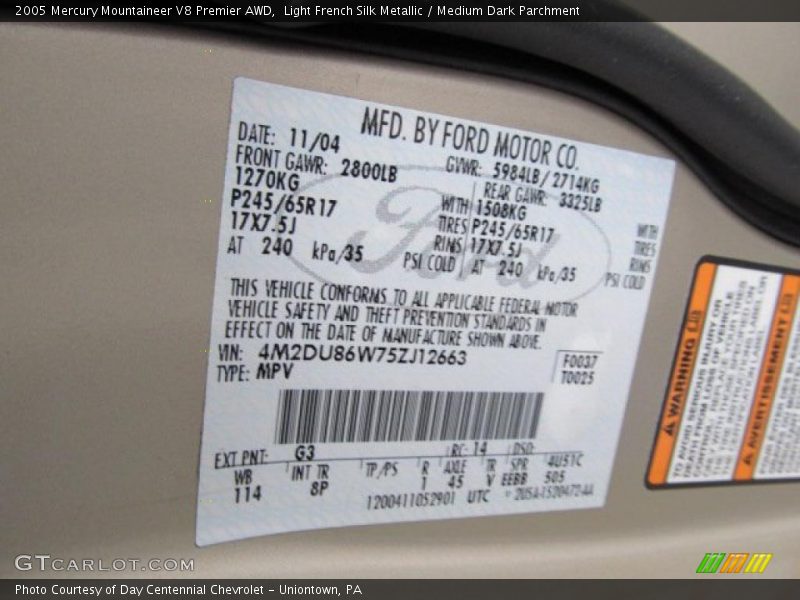 2005 Mercury Mountaineer V8 Premier AWD, Light French Silk Metallic / Medium Dark Parchment
MFD. BY FORD MOTOR CO.
DATE: 11/04 GVWR: 5984LB/ 2714KG
FRONT GAWR: 2800LB REAR GAWR: 3325LB
1270KG WITH 1508KG WITH
P245/65R17 TIRES P245/65R17 TIRES
17X7.5J RIMS 17X7.5J RIMS
AT 240 kPa/35 PSI COLD AT 240 kPa/35 PSI COLD
Ford
THIS VEHICLE CONFORMS TO ALL APPLICABLE FEDERAL MOTOR
VEHICLE SAFETY AND THEFT PREVENTION STANDARDS IN
EFFECT ON THE DATE OF MANUFACTURE SHOWN ABOVE.
VIN: 4M2DU86W75ZJ12663 F0037
TYPE: MPV T0025
EXT PNT: G3 RC: 14 DSO:
WB INT TR TP/PS R AXLE TR SPR 4U51C
114 8P 1 45 V EEBB 505
1200411052901 UTC
WARNING
AVERTISSEMENT
GTCARLOT.COM
Photo Courtesy of Day Centennial Chevrolet - Uniontown, PA